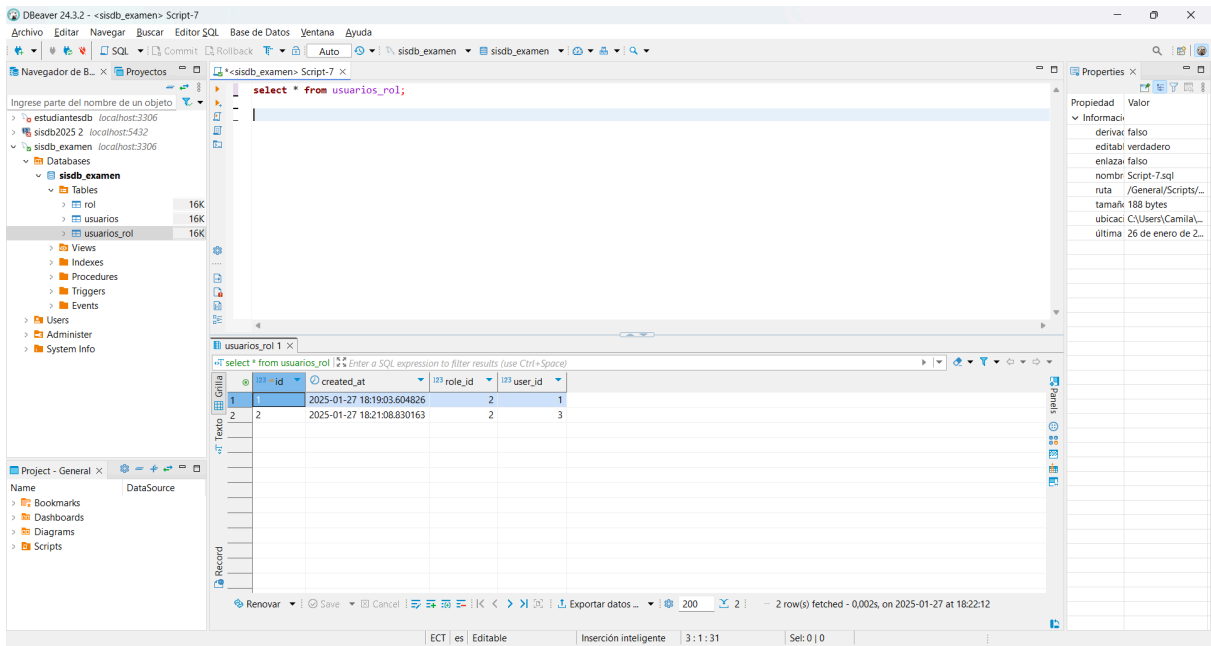 DBeaver 24.3.2 - <sisdb_examen> Script-7
Archivo Editar Navegar Buscar Editor SQL Base de Datos Ventana Ayuda
SQL Commit Rollback Auto sisdb_examen sisdb_examen
Navegador de B... Proyectos
Ingrese parte del nombre de un objeto
estudiantesdb localhost:3306
sisdb2025 2 localhost:5432
sisdb_examen localhost:3306
Databases
sisdb_examen
Tables
rol 16K
usuarios 16K
usuarios_rol 16K
Views
Indexes
Procedures
Triggers
Events
Users
Administer
System Info
Project - General
Name DataSource
Bookmarks
Dashboards
Diagrams
Scripts
*<sisdb_examen> Script-7
select * from usuarios_rol;
usuarios_rol 1
select * from usuarios_rol Enter a SQL expression to filter results (use Ctrl+Space)
Grilla
Texto
Record
123 id created_at 123 role_id 123 user_id
1 1 2025-01-27 18:19:03.604826 2 1
2 2 2025-01-27 18:21:08.830163 2 3
Panels
Renovar Save Cancel Exportar datos ... 200 2 2 row(s) fetched - 0,002s, on 2025-01-27 at 18:22:12
Properties
Propiedad Valor
Informaci
derivac falso
editabl verdadero
enlaza falso
nombr Script-7.sql
ruta /General/Scripts/...
tamañ 188 bytes
ubicaci C:\Users\Camila\...
última 26 de enero de 2...
ECT es Editable Inserción inteligente 3 : 1 : 31 Sel: 0 | 0